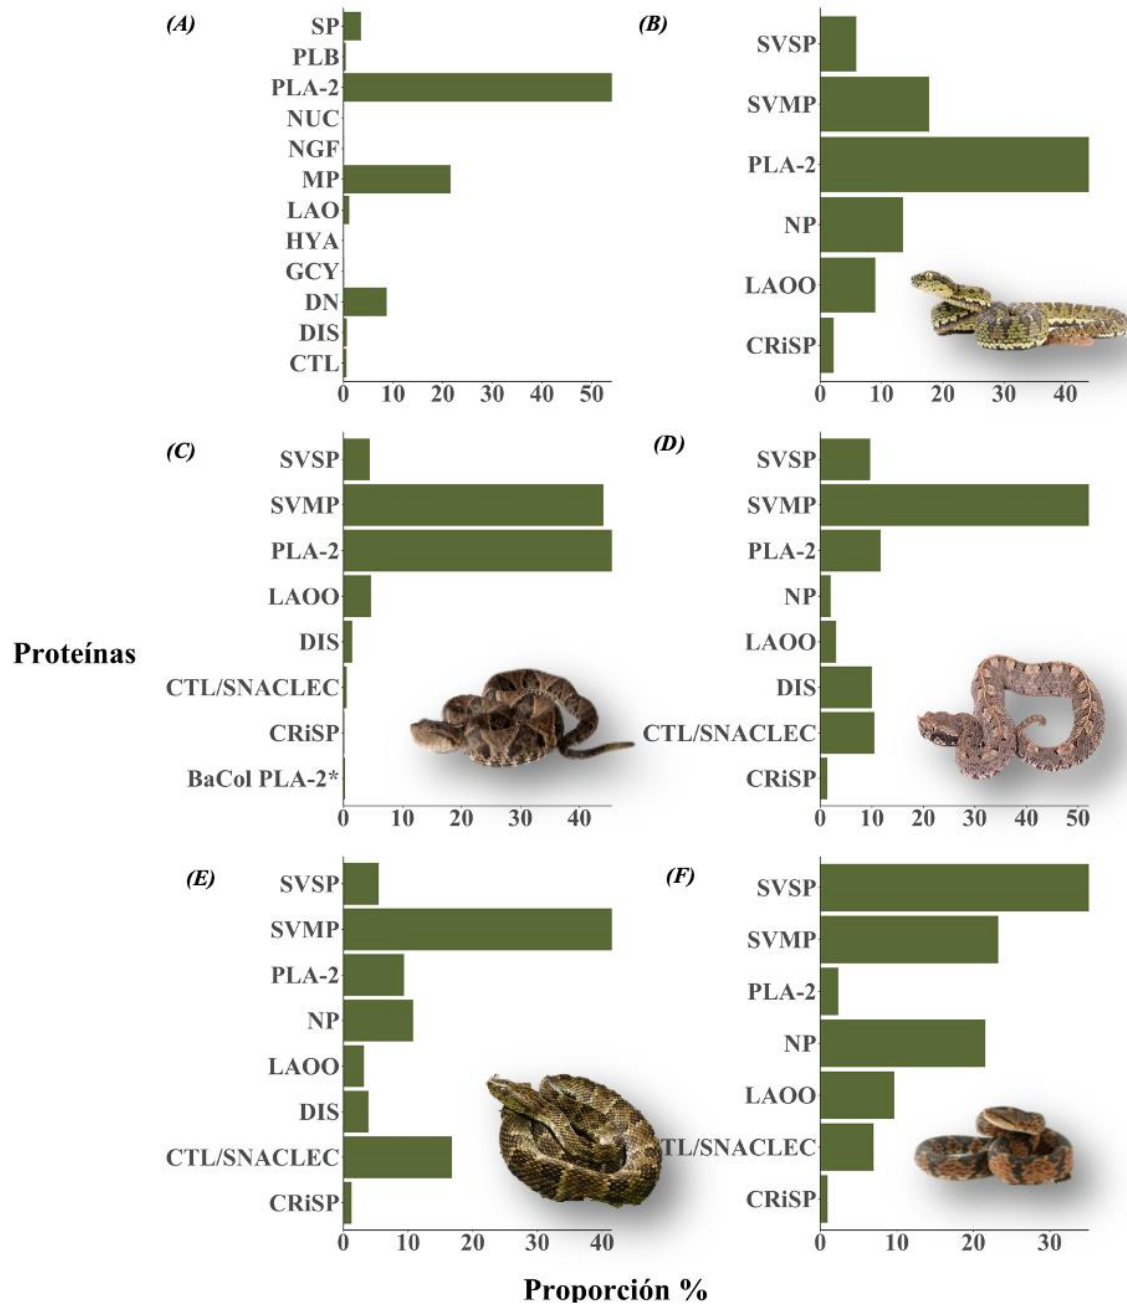 (A)
SP
PLB
PLA-2
NUC
NGF
MP
LAO
HYA
GCY
DN
DIS
CTL
0 10 20 30 40 50
(B)
SVSP
SVMP
PLA-2
NP
LAOO
CRiSP
0 10 20 30 40
(C)
SVSP
SVMP
PLA-2
LAOO
DIS
CTL/SNACLEC
CRiSP
BaCol PLA-2*
0 10 20 30 40
(D)
SVSP
SVMP
PLA-2
NP
LAOO
DIS
CTL/SNACLEC
CRiSP
0 10 20 30 40 50
Proteínas
(E)
SVSP
SVMP
PLA-2
NP
LAOO
DIS
CTL/SNACLEC
CRiSP
0 10 20 30 40
(F)
SVSP
SVMP
PLA-2
NP
LAOO
TL/SNACLEC
CRiSP
0 10 20 30
Proporción %